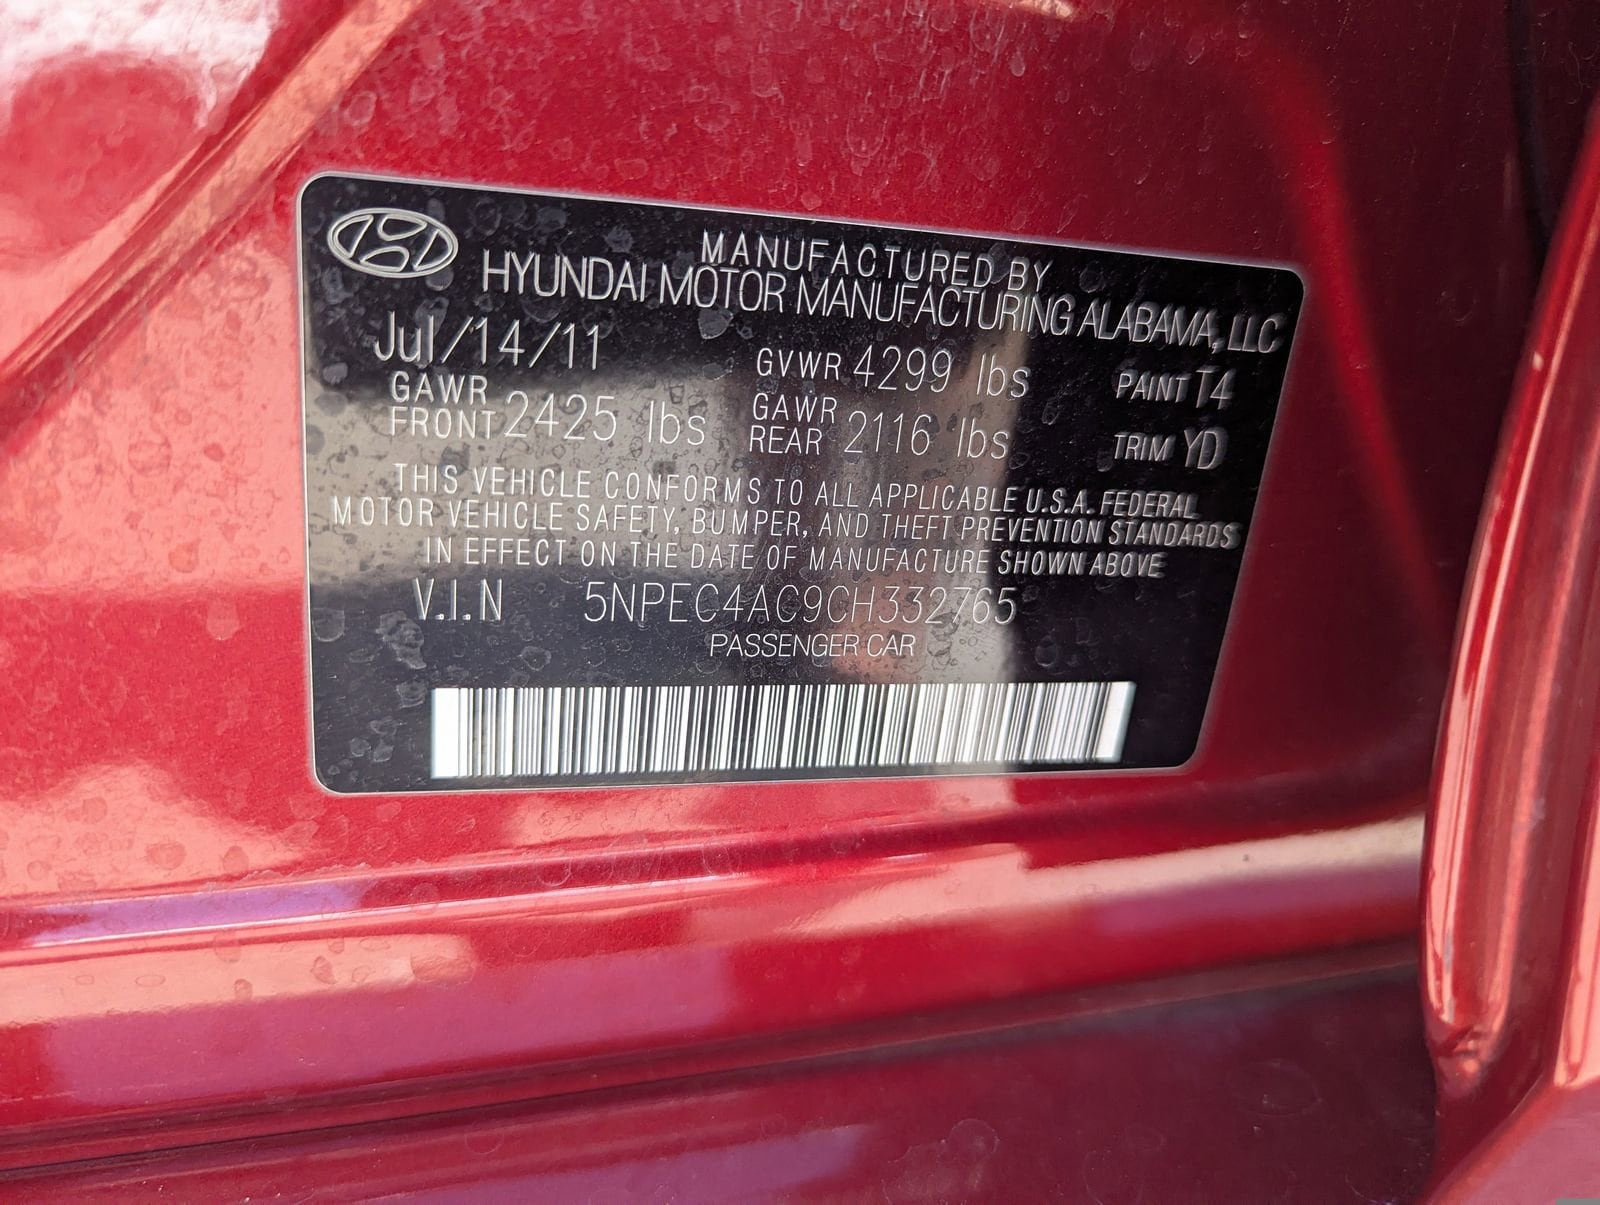 MANUFACTURED BY
HYUNDAI MOTOR MANUFACTURING ALABAMA, LLC
Jul/14/11 GVWR 4299 lbs PAINT T4
GAWR FRONT 2425 lbs GAWR REAR 2116 lbs TRIM YD
THIS VEHICLE CONFORMS TO ALL APPLICABLE U.S.A. FEDERAL
MOTOR VEHICLE SAFETY, BUMPER, AND THEFT PREVENTION STANDARDS
IN EFFECT ON THE DATE OF MANUFACTURE SHOWN ABOVE
V.I.N 5NPEC4AC9CH332765
PASSENGER CAR